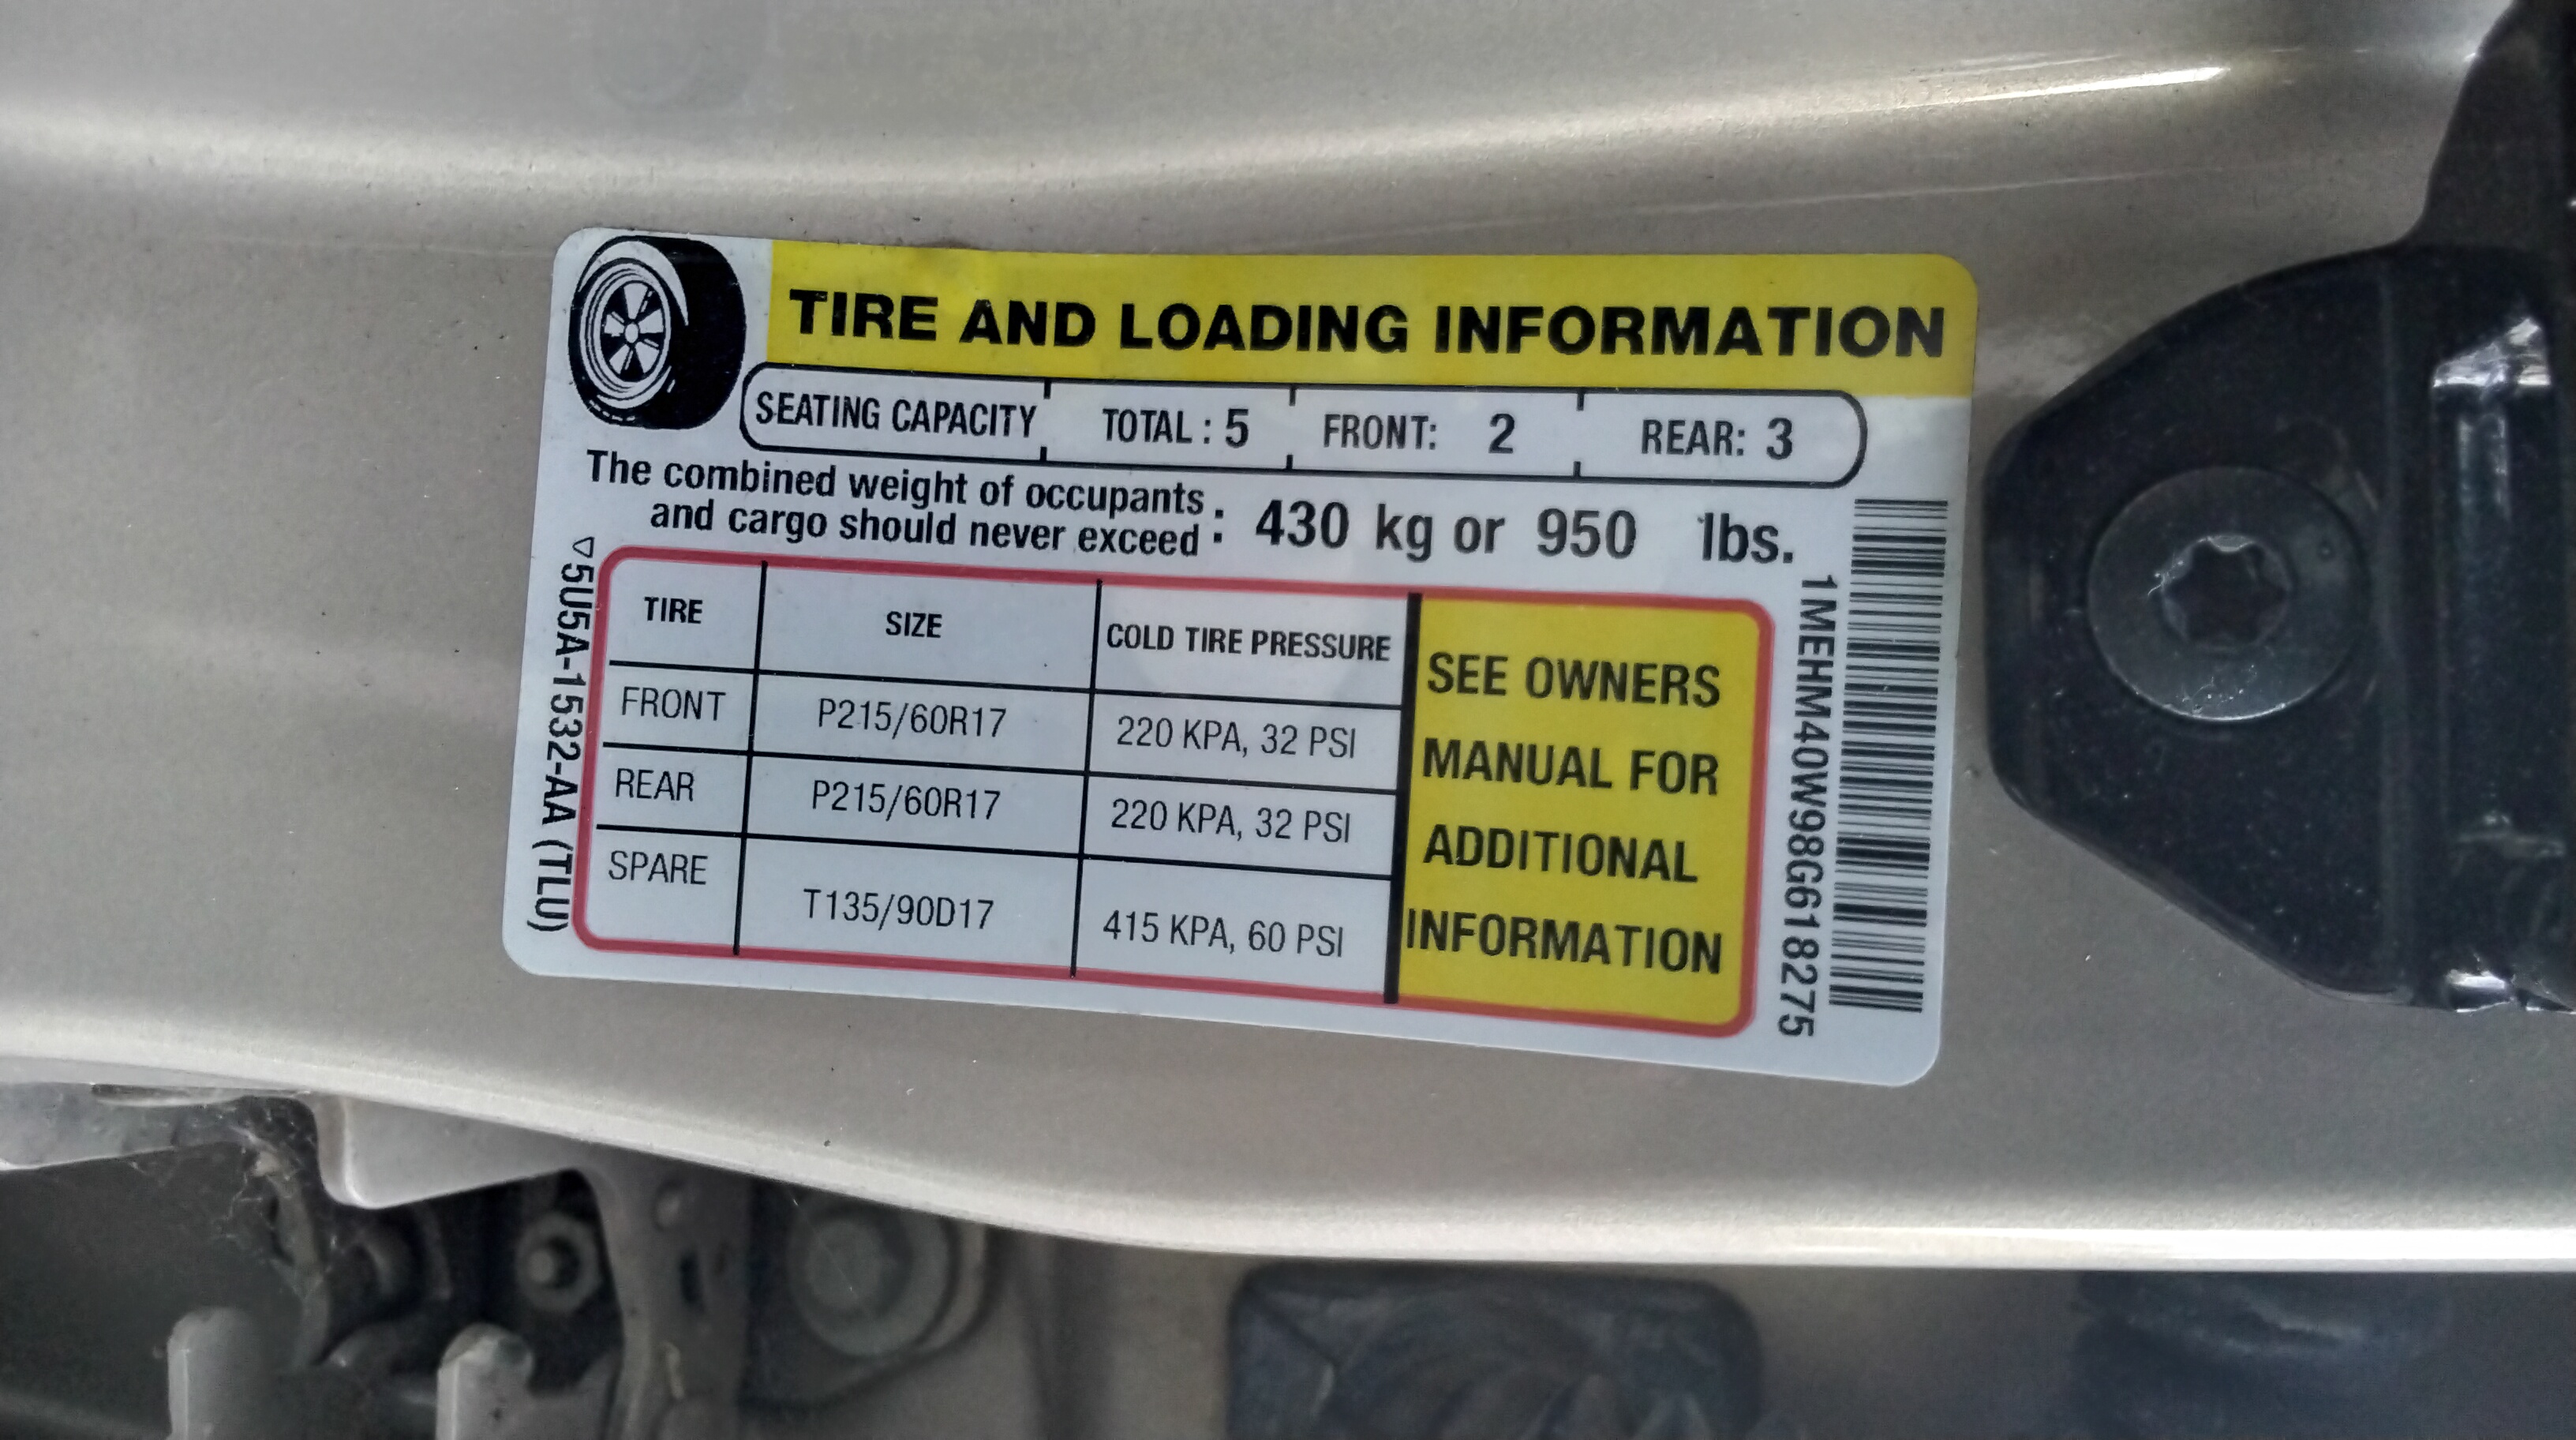 TIRE AND LOADING INFORMATION
SEATING CAPACITY TOTAL : 5 FRONT: 2 REAR: 3
The combined weight of occupants
and cargo should never exceed : 430 kg or 950 lbs.
TIRE SIZE COLD TIRE PRESSURE
FRONT P215/60R17 220 KPA, 32 PSI
REAR P215/60R17 220 KPA, 32 PSI
SPARE T135/90D17 415 KPA, 60 PSI
SEE OWNERS
MANUAL FOR
ADDITIONAL
INFORMATION
5U5A-1532-AA (TLU)
1MEHM40W98G618275